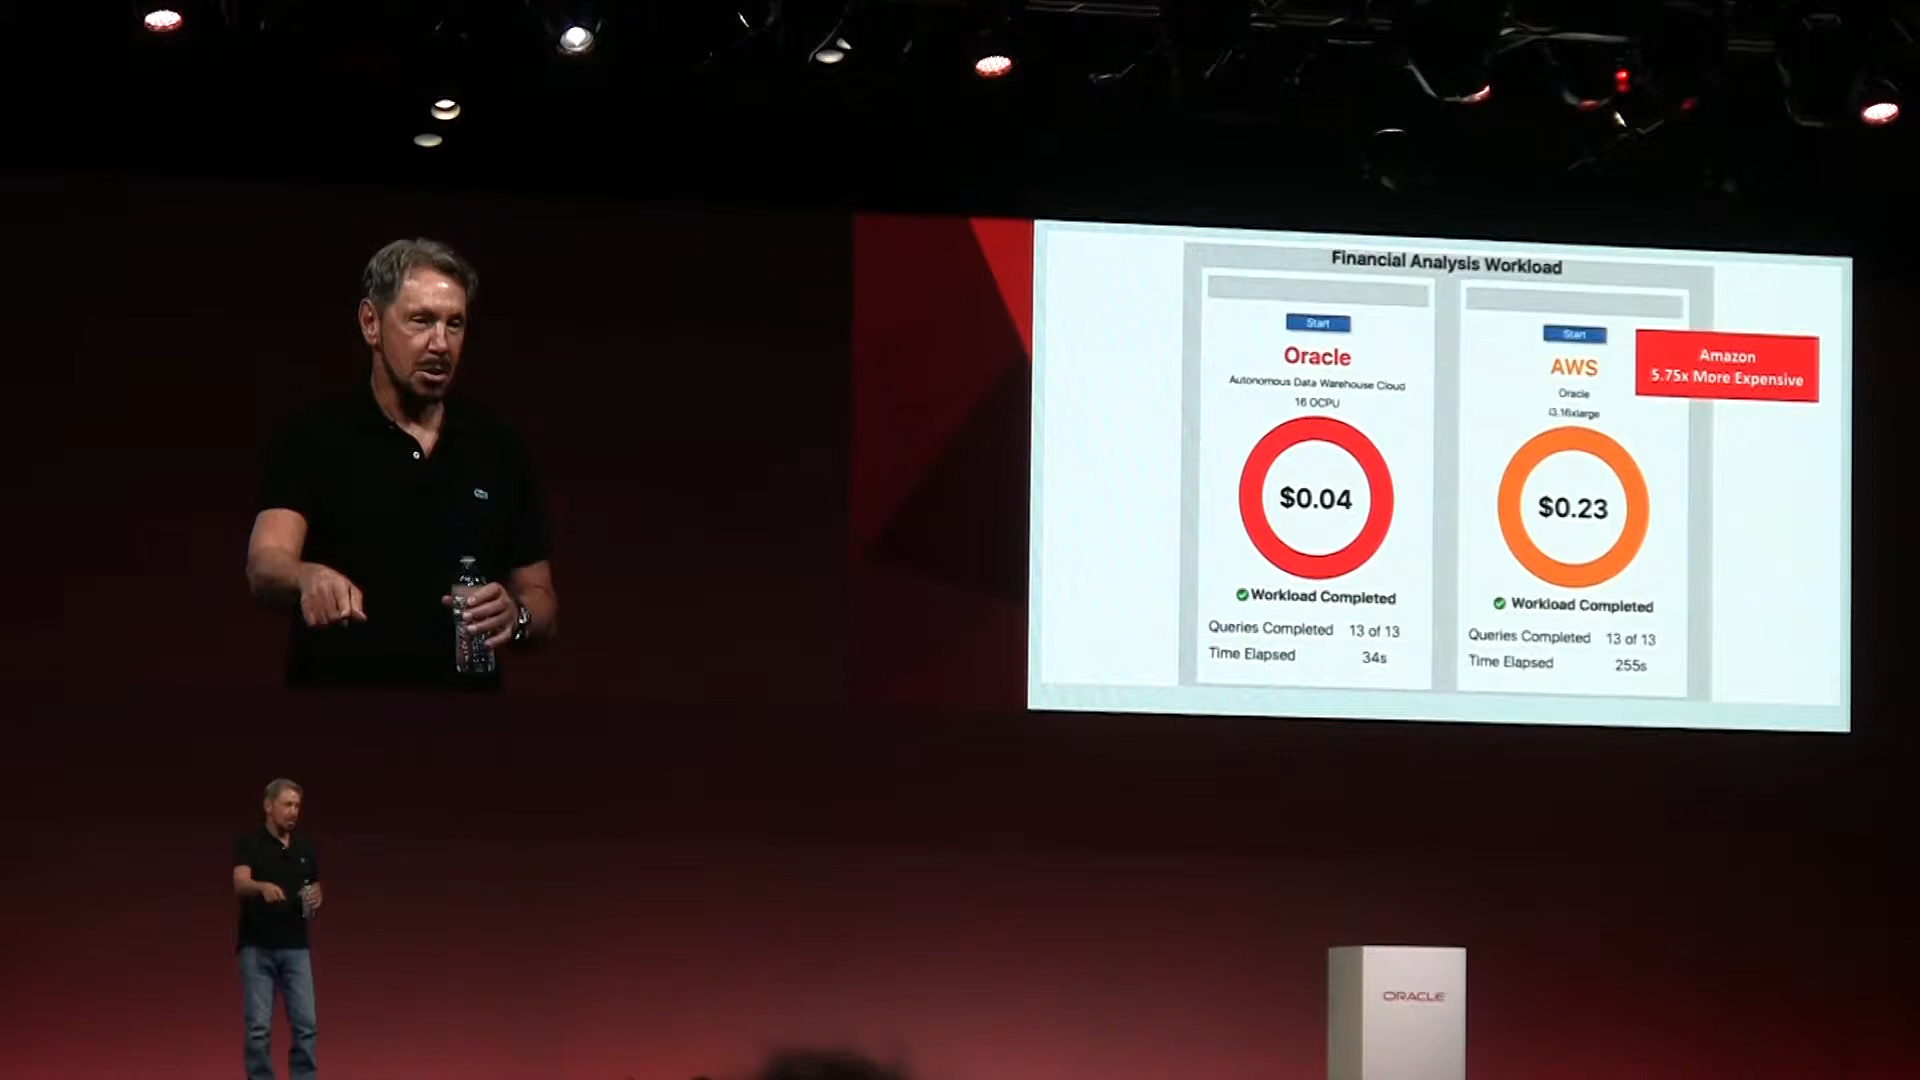 Financial Analysis Workload
Start
Oracle
Autonomous Data Warehouse Cloud
16 OCPU
$0.04
Workload Completed
Queries Completed 13 of 13
Time Elapsed 34s
Start
AWS
Oracle
i3.16xlarge
$0.23
Workload Completed
Queries Completed 13 of 13
Time Elapsed 255s
Amazon
5.75x More Expensive
ORACLE